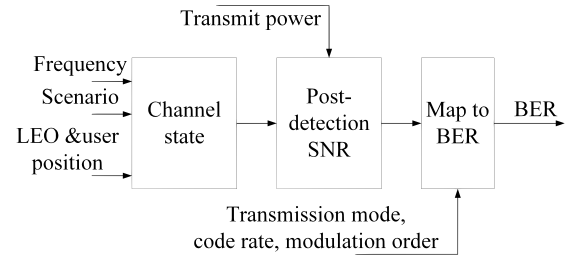 Transmit power
Frequency
Scenario
LEO &user
position
Channel
state
Post-
detection
SNR
Map to
BER
BER
Transmission mode,
code rate, modulation order